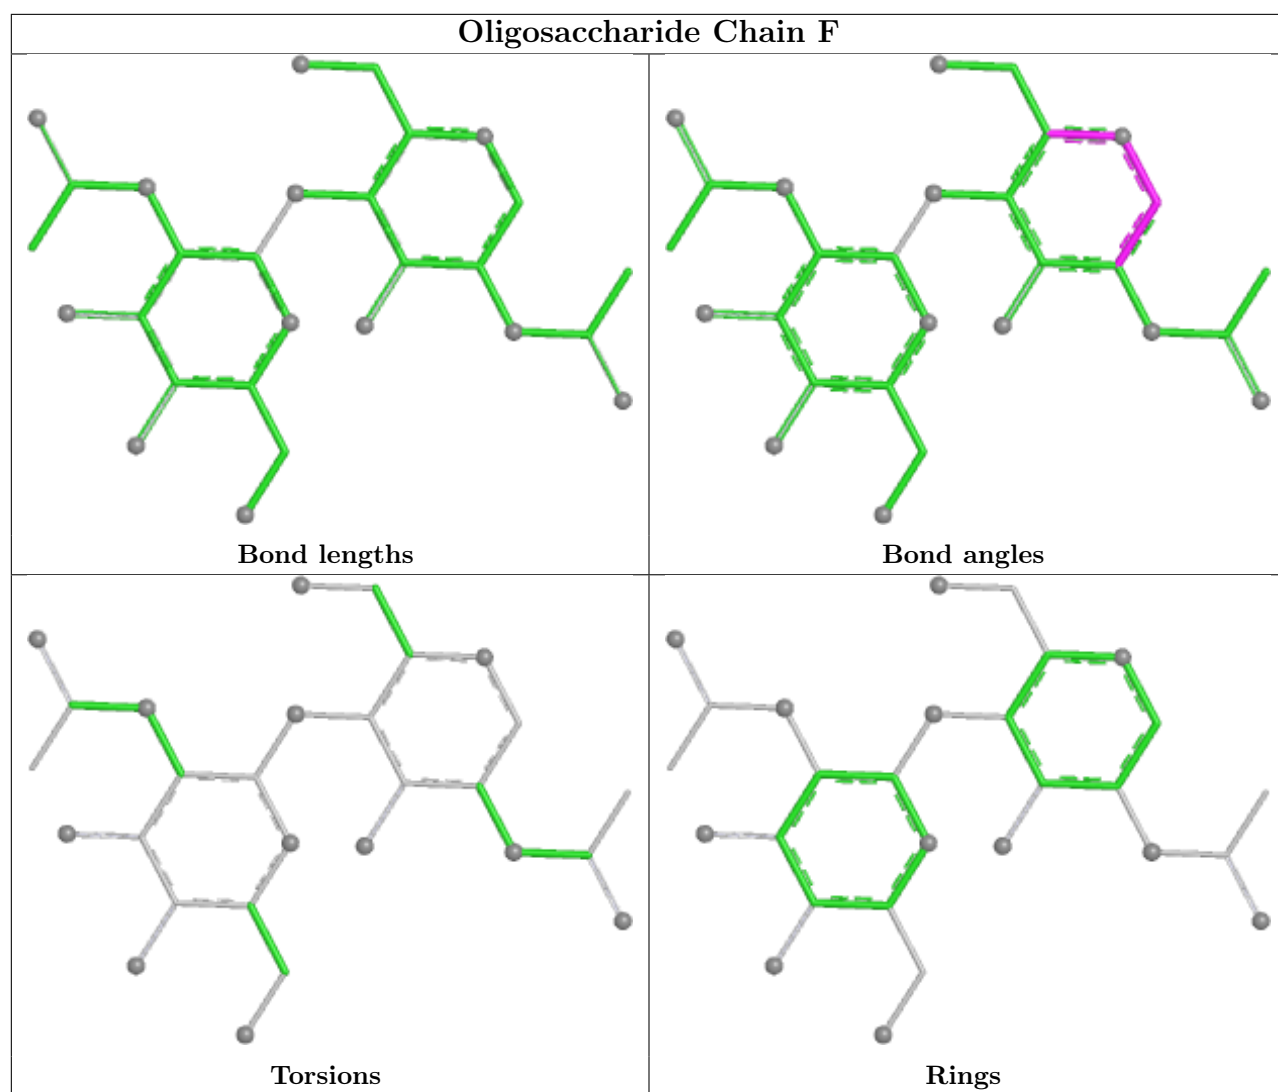 Oligosaccharide Chain F
Bond lengths
Bond angles
Torsions
Rings